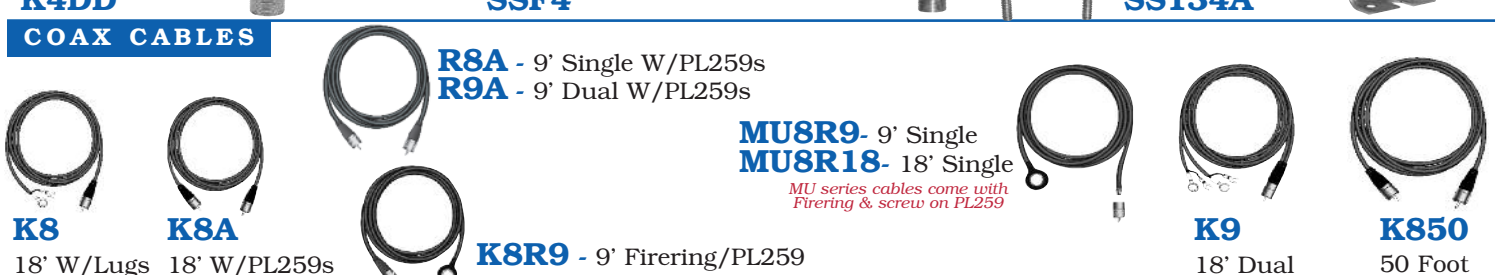 K4DD
SSF4
SS134A
COAX CABLES
R8A - 9’ Single W/PL259s
R9A - 9’ Dual W/PL259s
MU8R9- 9’ Single
MU8R18- 18’ Single
MU series cables come with
Firering & screw on PL259
K8
18’ W/Lugs
K8A
18’ W/PL259s
K8R9 - 9’ Firering/PL259
K9
18’ Dual
K850
50 Foot